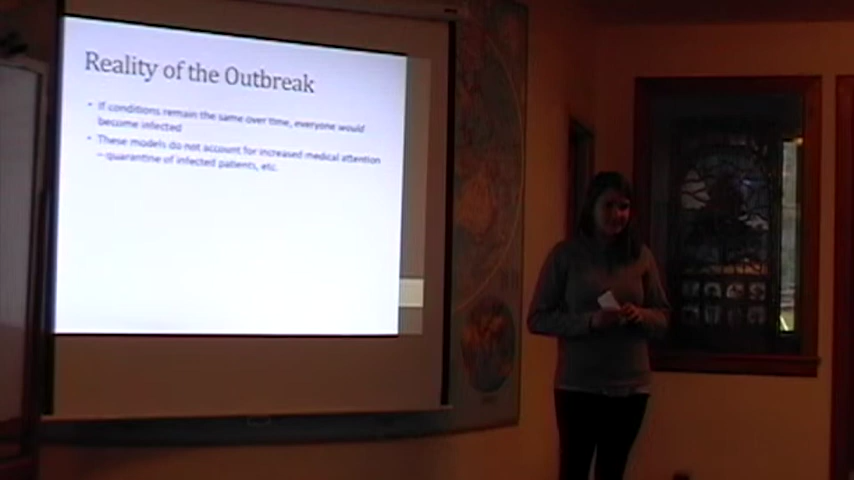 Reality of the Outbreak
• If conditions remain the same over time, everyone would
become infected
• These models do not account for increased medical attention
– quarantine of infected patients, etc.